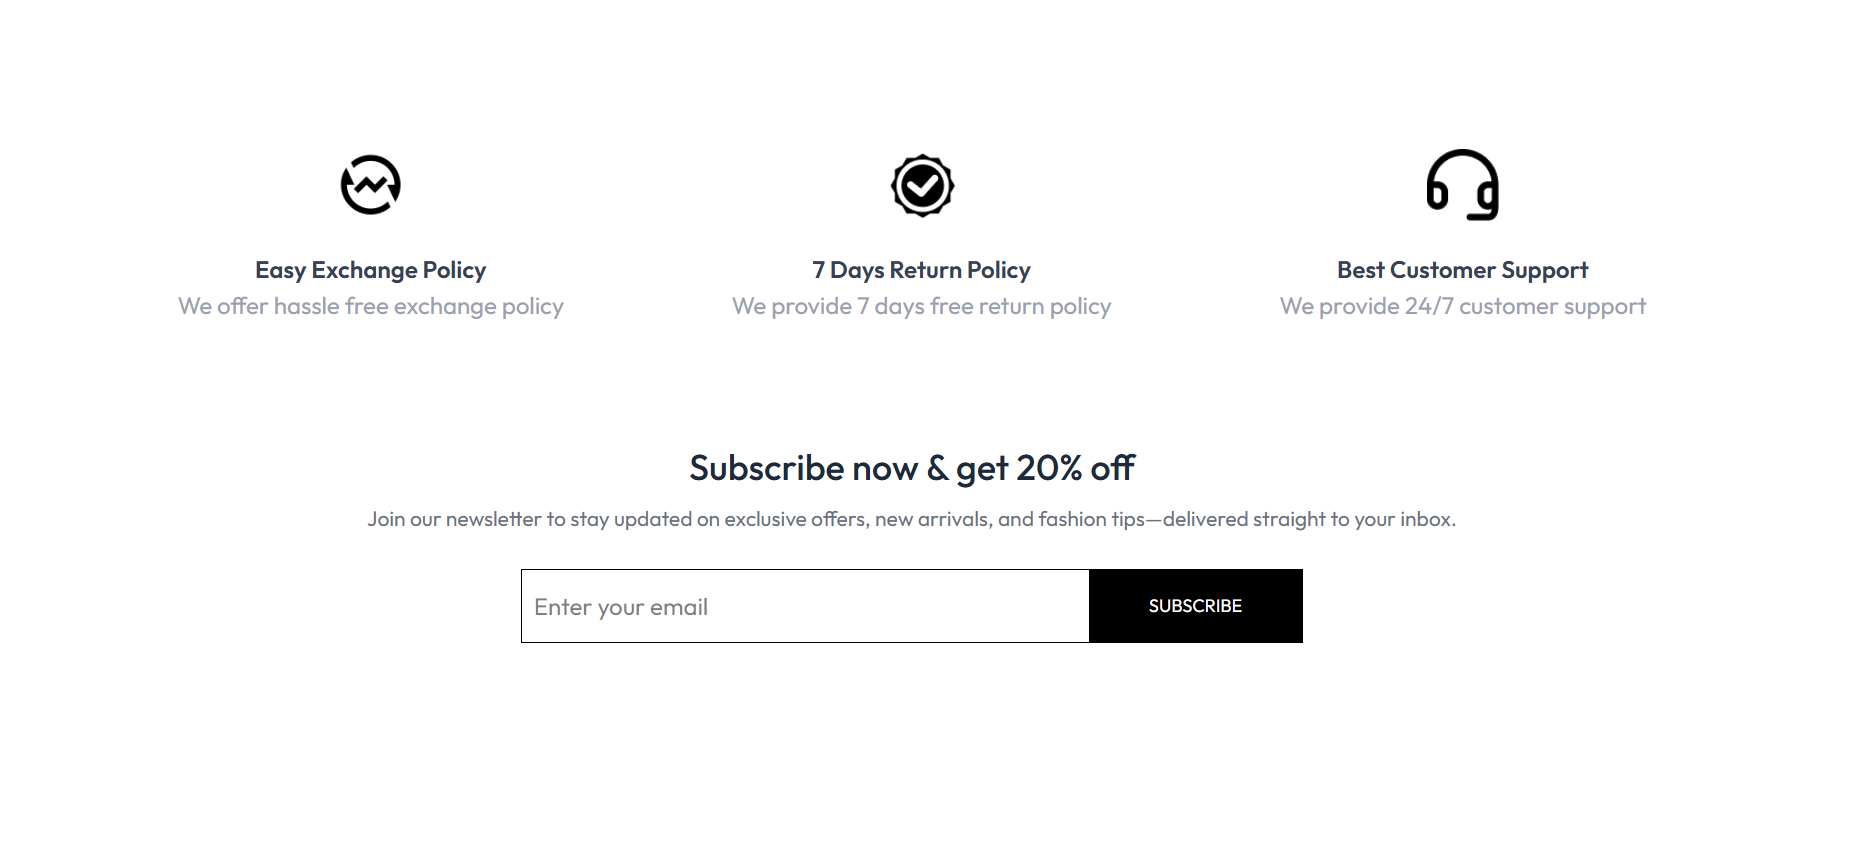 Easy Exchange Policy
We offer hassle free exchange policy
7 Days Return Policy
We provide 7 days free return policy
Best Customer Support
We provide 24/7 customer support
Subscribe now & get 20% off
Join our newsletter to stay updated on exclusive offers, new arrivals, and fashion tips—delivered straight to your inbox.
Enter your email
SUBSCRIBE